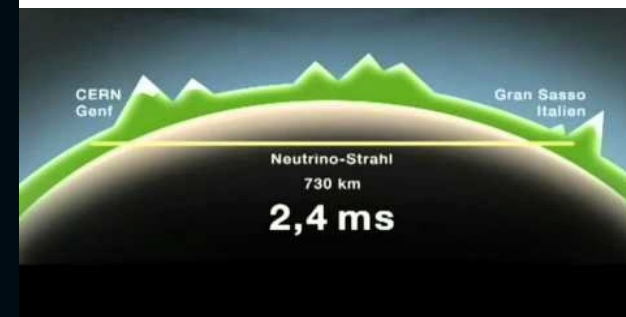 CERN
Genf
Gran Sasso
Italien
Neutrino-Strahl
730 km
2,4 ms